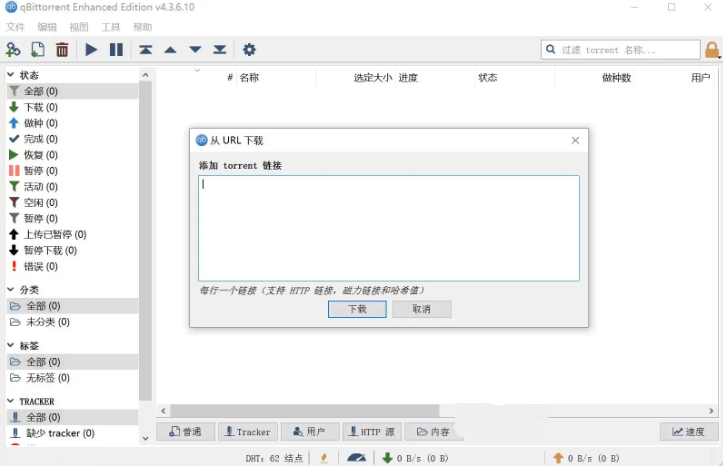 qBittorrent Enhanced Edition v4.3.6.10
文件 编辑 视图 工具 帮助
过滤 torrent 名称...
状态
全部 (0)
下载 (0)
做种 (0)
完成 (0)
恢复 (0)
暂停 (0)
活动 (0)
空闲 (0)
暂停 (0)
上传已暂停 (0)
暂停下载 (0)
错误 (0)
分类
全部 (0)
未分类 (0)
标签
全部 (0)
无标签 (0)
TRACKER
全部 (0)
缺少 tracker (0)
# 名称 选定大小 进度 状态 做种数 用户
从 URL 下载
添加 torrent 链接
每行一个链接（支持 HTTP 链接，磁力链接和哈希值）
下载 取消
普通 Tracker 用户 HTTP 源 内容 速度
DHT: 62 结点 0 B/s (0 B) 0 B/s (0 B)